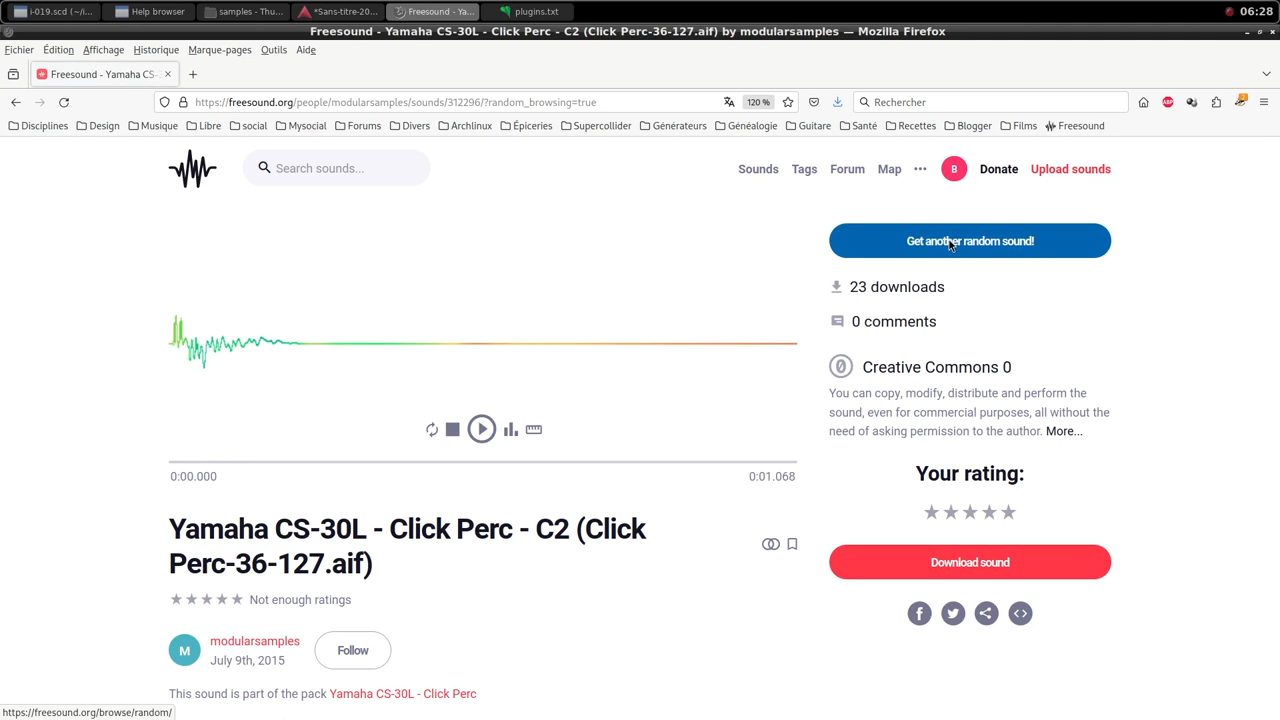 i-019.scd (~/i...
Help browser
samples - Thu...
*Sans-titre-20...
Freesound - Ya...
plugins.txt
06:28
Freesound - Yamaha CS-30L - Click Perc - C2 (Click Perc-36-127.aif) by modularsamples — Mozilla Firefox
Fichier Édition Affichage Historique Marque-pages Outils Aide
Freesound - Yamaha CS-
https://freesound.org/people/modularsamples/sounds/312296/?random_browsing=true
120 %
Rechercher
ABP
Disciplines Design Musique Libre social Mysocial Forums Divers Archlinux Épiceries Supercollider Générateurs Généalogie Guitare Santé Recettes Blogger Films Freesound
Search sounds...
Sounds Tags Forum Map ••• B Donate Upload sounds
Get another random sound!
23 downloads
0 comments
Creative Commons 0
You can copy, modify, distribute and perform the
sound, even for commercial purposes, all without the
need of asking permission to the author. More...
0:00.000
0:01.068
Your rating:
Download sound
Yamaha CS-30L - Click Perc - C2 (Click
Perc-36-127.aif)
Not enough ratings
M
modularsamples
July 9th, 2015
Follow
This sound is part of the pack Yamaha CS-30L - Click Perc
https://freesound.org/browse/random/